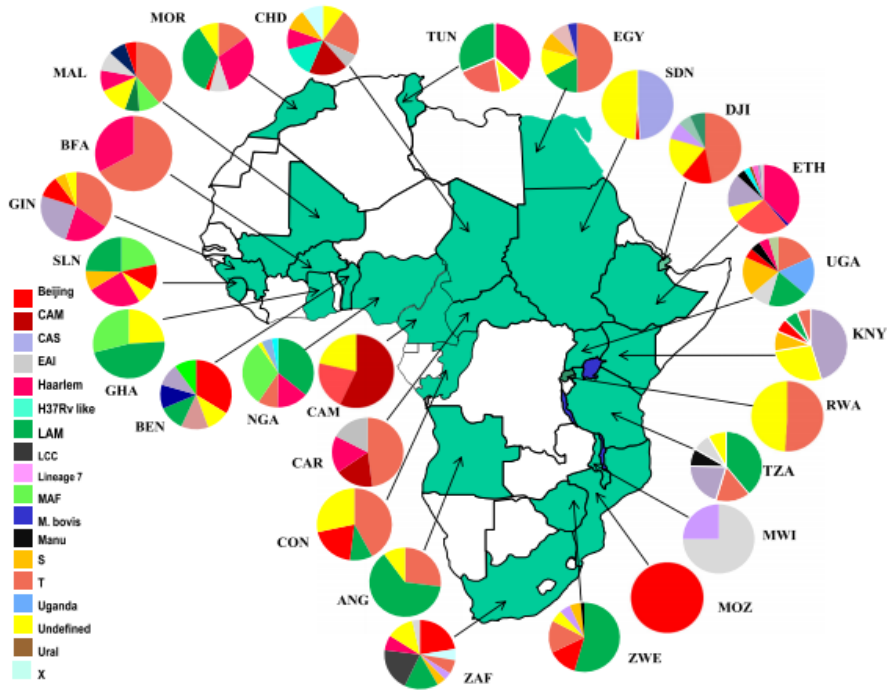 MOR
CHD
TUN
EGY
MAL
SDN
BFA
DJI
ETH
GIN
UGA
SLN
KNY
GHA
BEN
NGA
CAM
RWA
CAR
TZA
CON
MWI
ANG
MOZ
ZAF
ZWE
Beijing
CAM
CAS
EAI
Haarlem
H37Rv like
LAM
LCC
Lineage 7
MAF
M. bovis
Manu
S
T
Uganda
Undefined
Ural
X